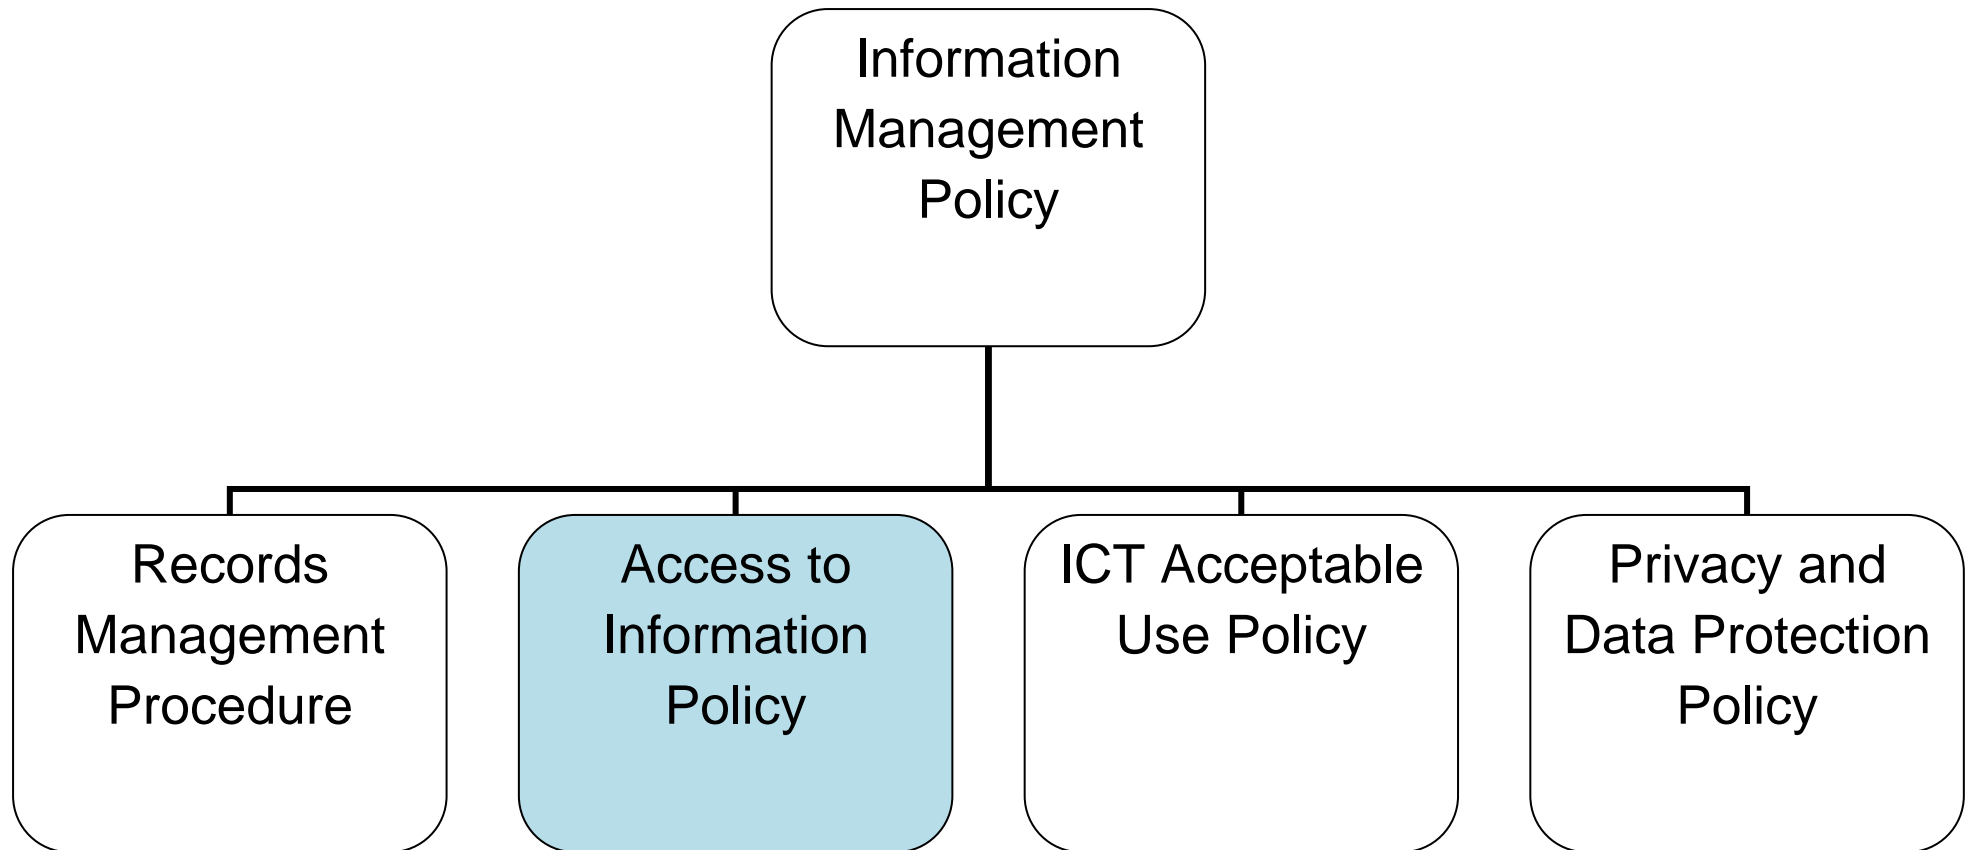 Information
Management
Policy
Records
Management
Procedure
Access to
Information
Policy
ICT Acceptable
Use Policy
Privacy and
Data Protection
Policy